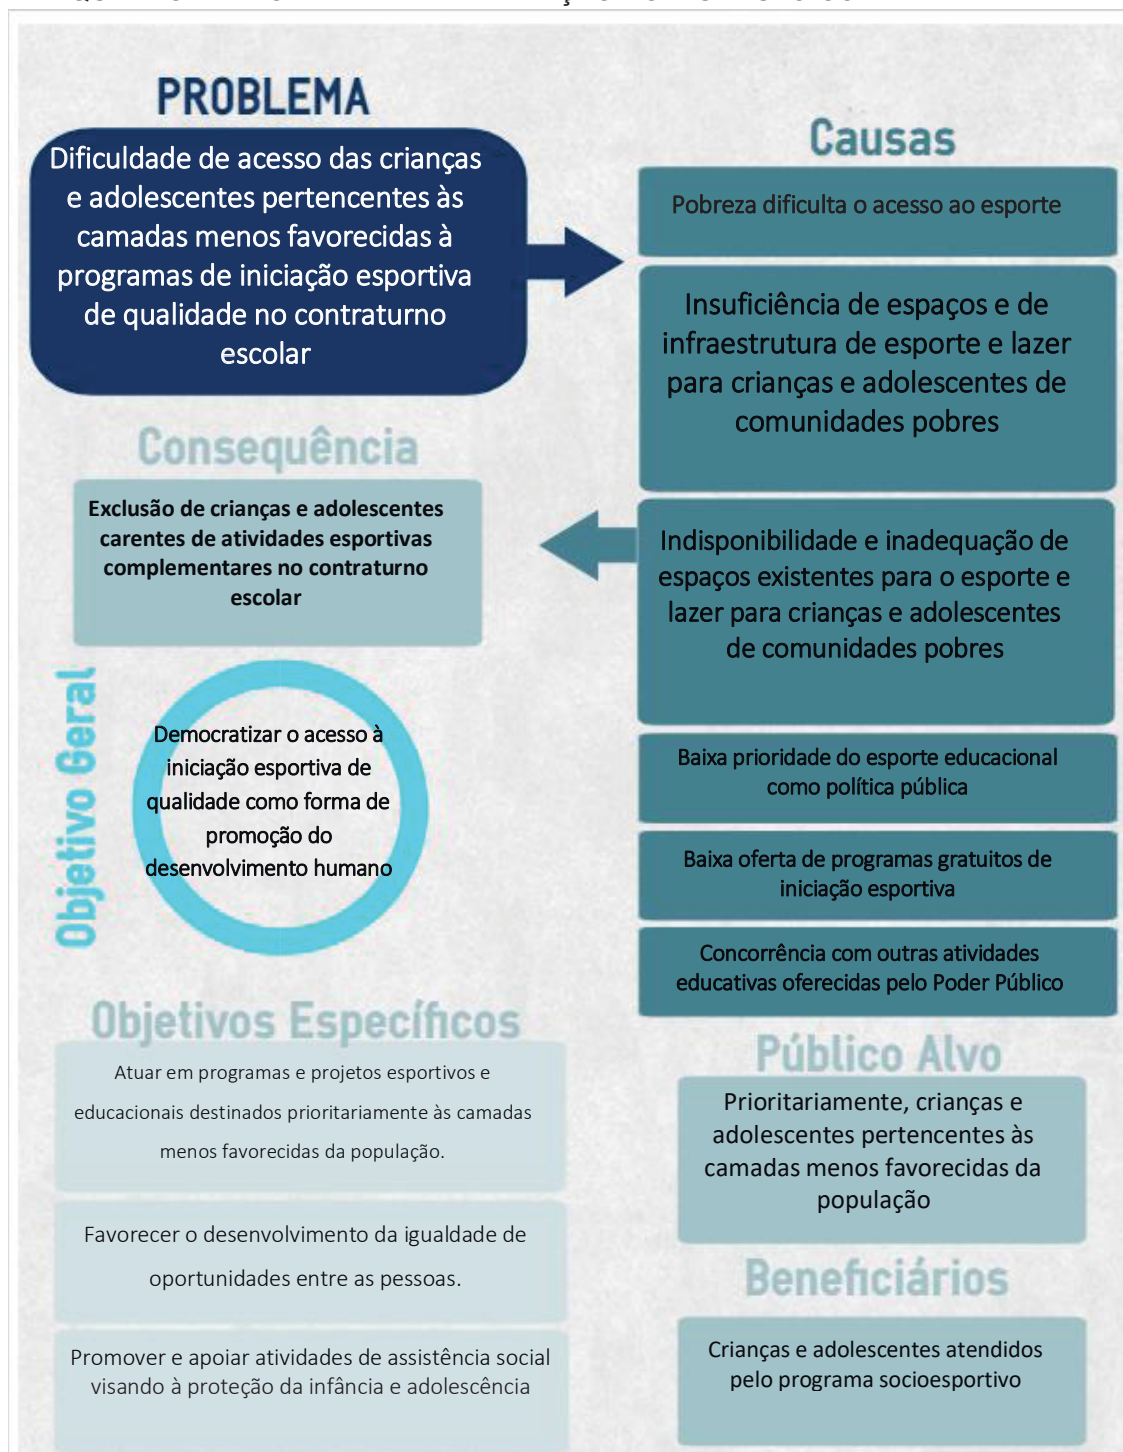 PROBLEMA
Dificuldade de acesso das crianças
e adolescentes pertencentes às
camadas menos favorecidas à
programas de iniciação esportiva
de qualidade no contraturno
escolar
Causas
Pobreza dificulta o acesso ao esporte
Insuficiência de espaços e de
infraestrutura de esporte e lazer
para crianças e adolescentes de
comunidades pobres
Indisponibilidade e inadequação de
espaços existentes para o esporte e
lazer para crianças e adolescentes
de comunidades pobres
Baixa prioridade do esporte educacional
como política pública
Baixa oferta de programas gratuitos de
iniciação esportiva
Concorrência com outras atividades
educativas oferecidas pelo Poder Público
Consequência
Exclusão de crianças e adolescentes
carentes de atividades esportivas
complementares no contraturno
escolar
Objetivo Geral
Democratizar o acesso à
iniciação esportiva de
qualidade como forma de
promoção do
desenvolvimento humano
Objetivos Específicos
Atuar em programas e projetos esportivos e
educacionais destinados prioritariamente às camadas
menos favorecidas da população.
Favorecer o desenvolvimento da igualdade de
oportunidades entre as pessoas.
Promover e apoiar atividades de assistência social
visando à proteção da infância e adolescência
Público Alvo
Prioritariamente, crianças e
adolescentes pertencentes às
camadas menos favorecidas da
população
Beneficiários
Crianças e adolescentes atendidos
pelo programa socioesportivo